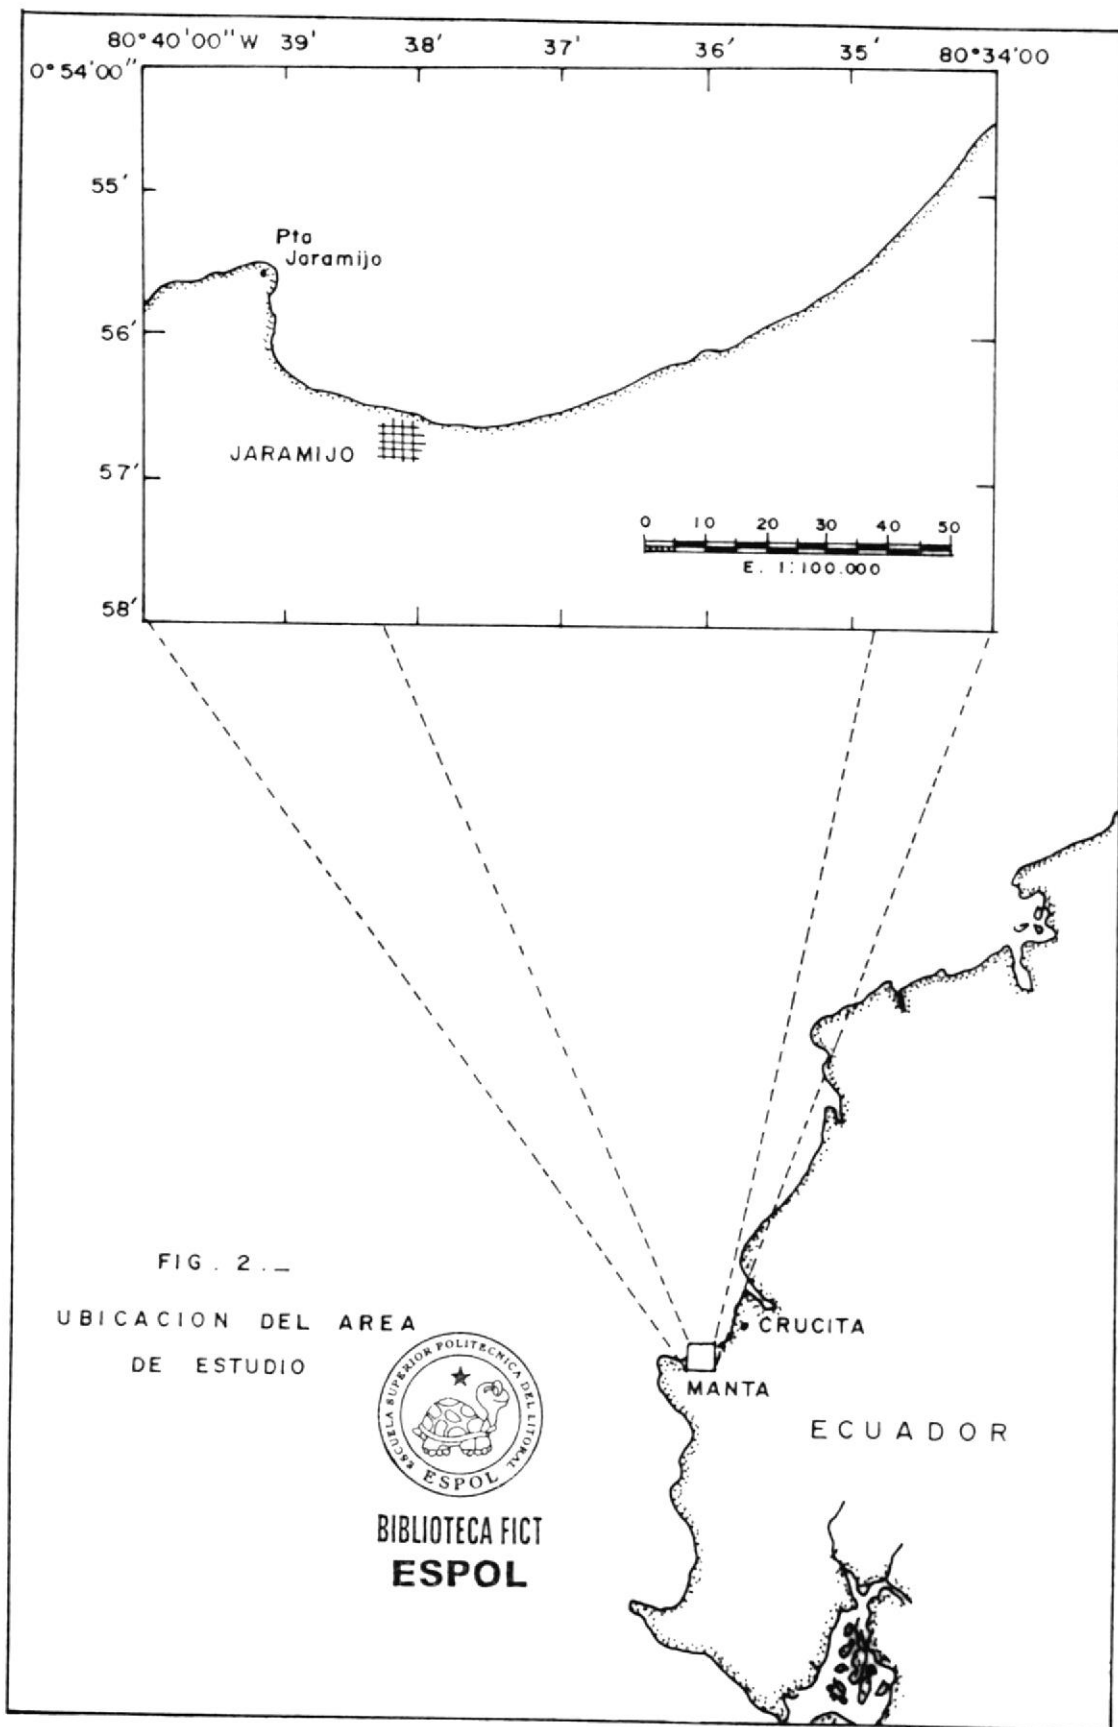 80°40'00" W 39' 38' 37' 36' 35' 80°34'00
0°54'00"
55'
Pta
Jaramijo
56'
JARAMIJO
57'
0 10 20 30 40 50
E. 1:100.000
58'
FIG. 2._
UBICACION DEL AREA
DE ESTUDIO
CRUCITA
MANTA
ECUADOR
ESCUELA SUPERIOR POLITECNICA DEL LITORAL
ESPOL
BIBLIOTECA FICT
ESPOL